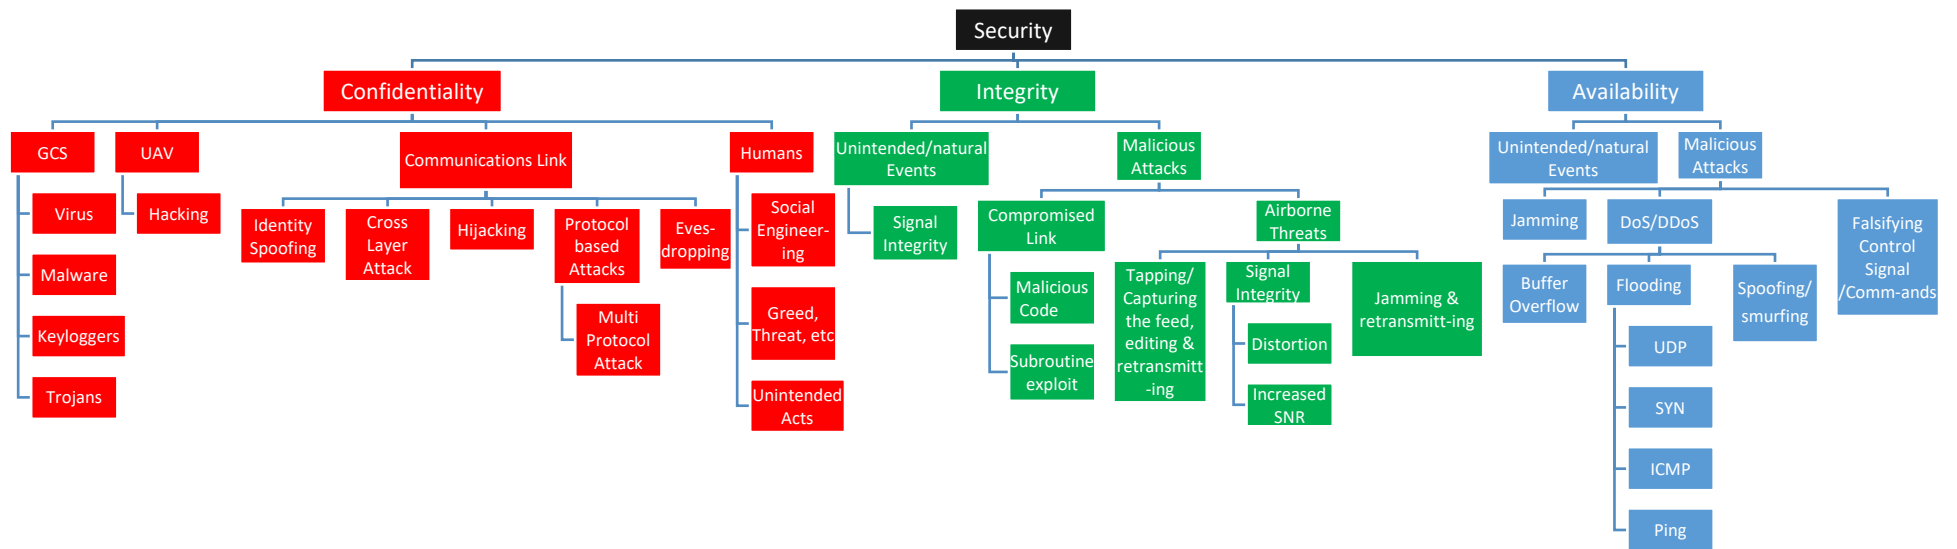 Security
Confidentiality
Integrity
Availability
GCS
UAV
Communications Link
Humans
Unintended/natural
Events
Malicious
Attacks
Unintended/natural
Events
Malicious
Attacks
Virus
Malware
Keyloggers
Trojans
Hacking
Identity
Spoofing
Cross
Layer
Attack
Hijacking
Protocol
based
Attacks
Multi
Protocol
Attack
Eves-
dropping
Social
Engineer-
ing
Greed,
Threat, etc
Unintended
Acts
Signal
Integrity
Compromised
Link
Malicious
Code
Subroutine
exploit
Airborne
Threats
Tapping/
Capturing
the feed,
editing &
retransmitt
-ing
Signal
Integrity
Distortion
Increased
SNR
Jamming &
retransmitt-ing
Jamming
DoS/DDoS
Falsifying
Control
Signal
/Comm-ands
Buffer
Overflow
Flooding
Spoofing/
smurfing
UDP
SYN
ICMP
Ping